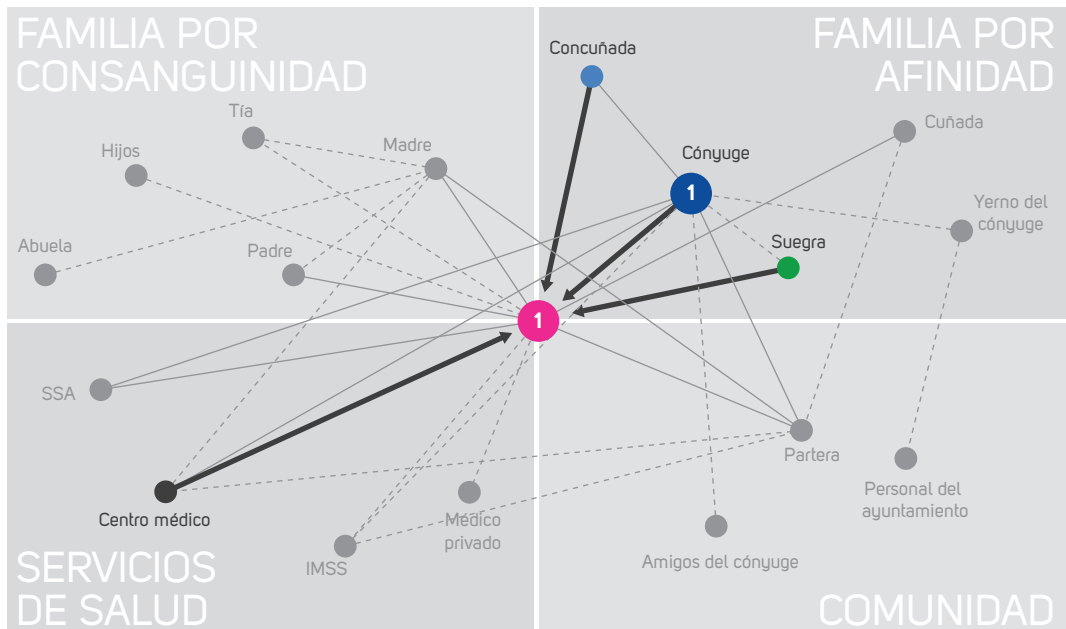 FAMILIA POR
CONSANGUINIDAD
FAMILIA POR
AFINIDAD
Concuñada
Tía
Hijos
Madre
Cónyuge
Cuñada
1
Abuela
Padre
Suegra
Yerno del
cónyuge
1
SSA
Centro médico
IMSS
Médico
privado
Partera
Personal del
ayuntamiento
Amigos del cónyuge
SERVICIOS
DE SALUD
COMUNIDAD